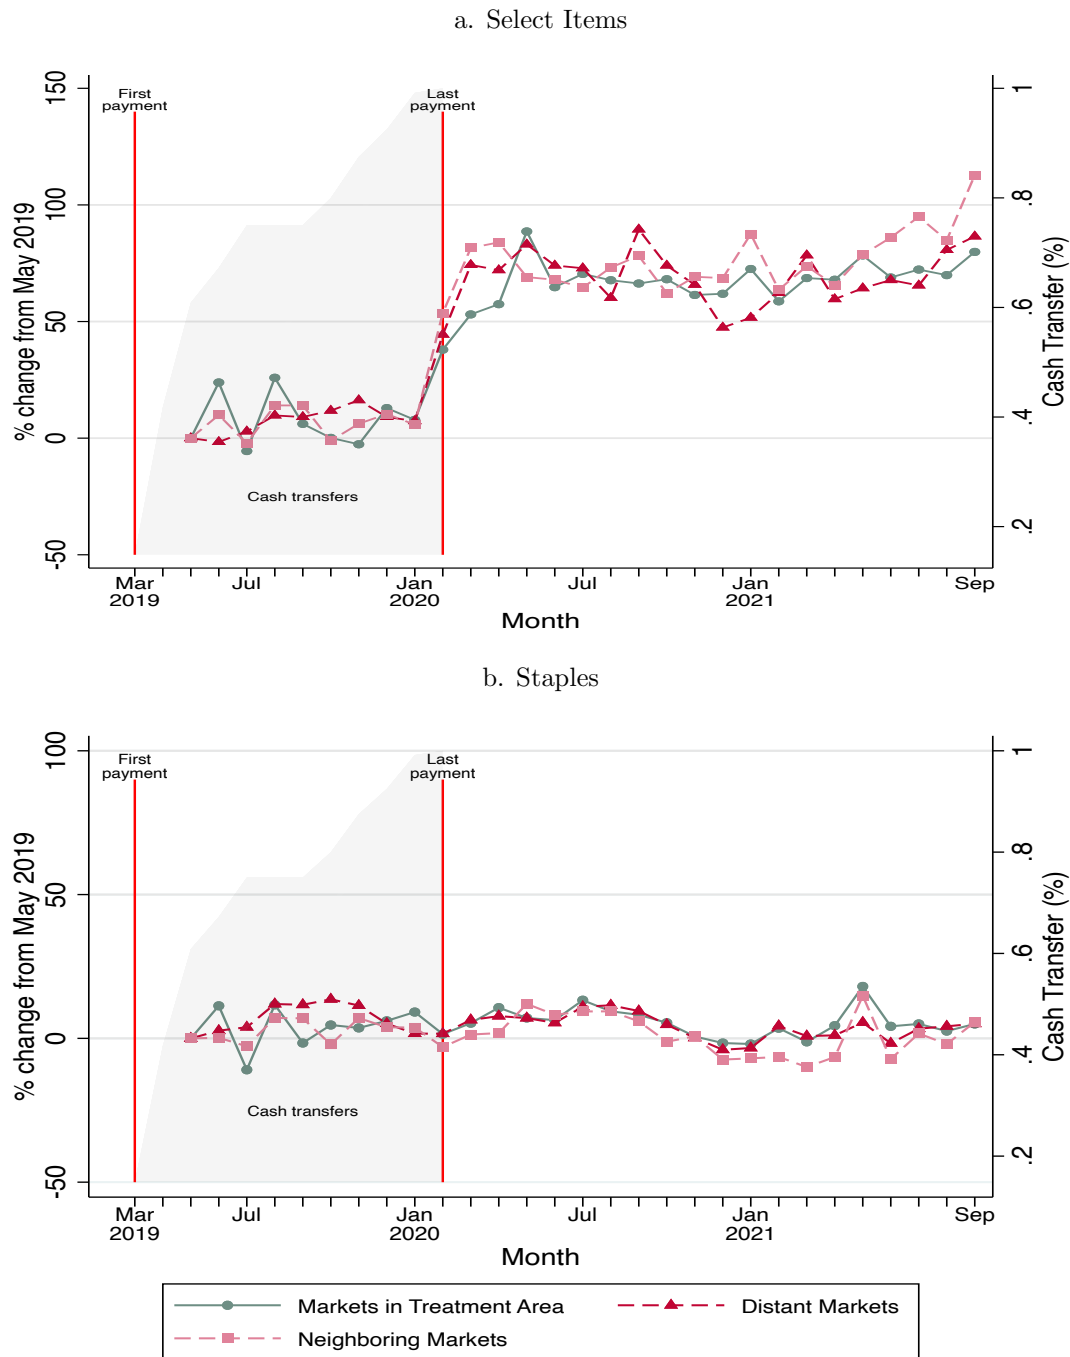 a. Select Items
First
payment
Last
payment
150
100
50
0
-50
% change from May 2019
1
.8
.6
.4
.2
Cash Transfer (%)
Cash transfers
Mar
2019
Jul
Jan
2020
Jul
Jan
2021
Sep
Month
b. Staples
First
payment
Last
payment
100
50
0
-50
% change from May 2019
1
.8
.6
.4
.2
Cash Transfer (%)
Cash transfers
Mar
2019
Jul
Jan
2020
Jul
Jan
2021
Sep
Month
Markets in Treatment Area
Distant Markets
Neighboring Markets